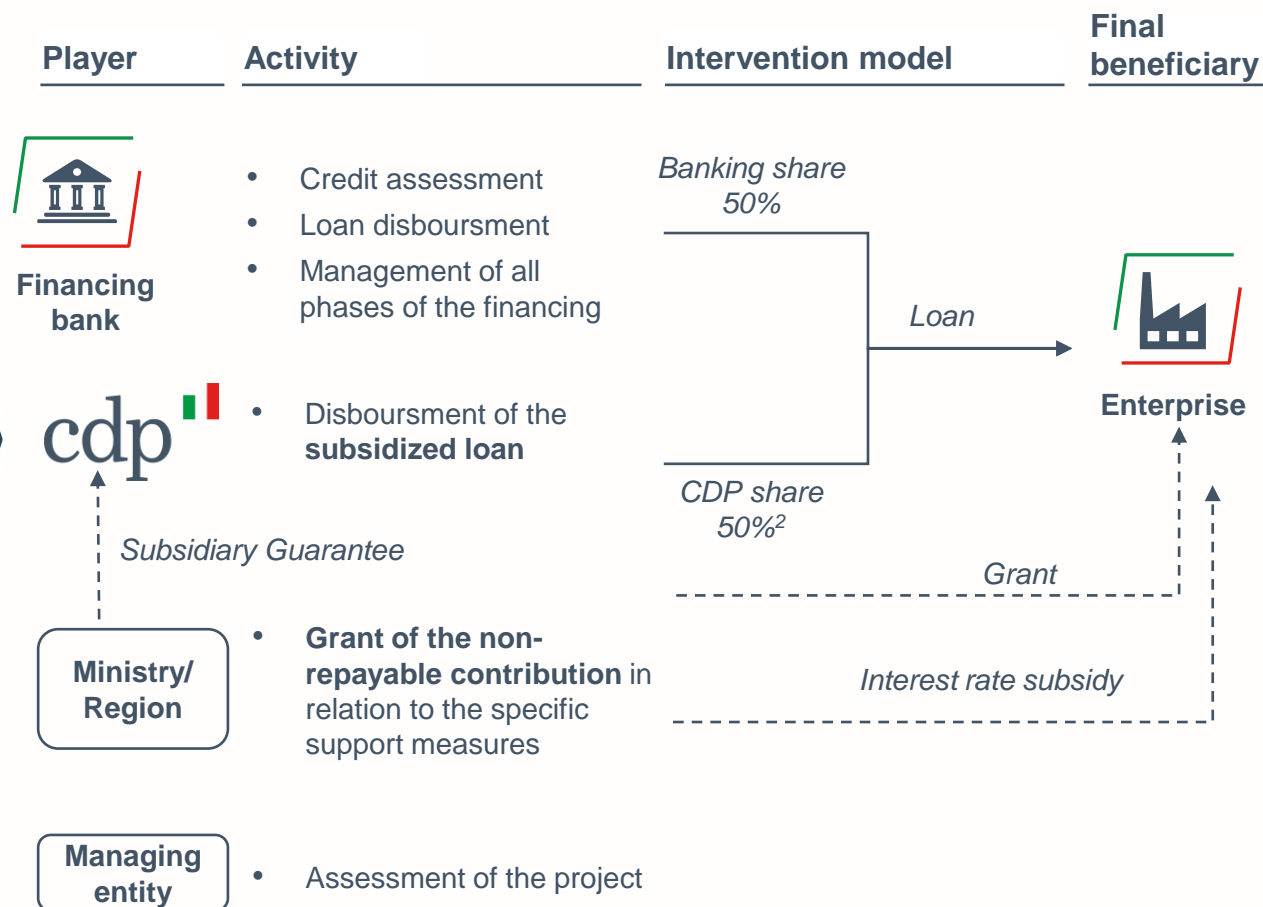 Player
Activity
Intervention model
Final
beneficiary
Financing
bank
• Credit assessment
• Loan disboursment
• Management of all
phases of the financing
Banking share
50%
Loan
Enterprise
cdp
• Disboursment of the
subsidized loan
CDP share
50%²
Subsidiary Guarantee
Grant
Ministry/
Region
• Grant of the non-
repayable contribution in
relation to the specific
support measures
Interest rate subsidy
Managing
entity
• Assessment of the project